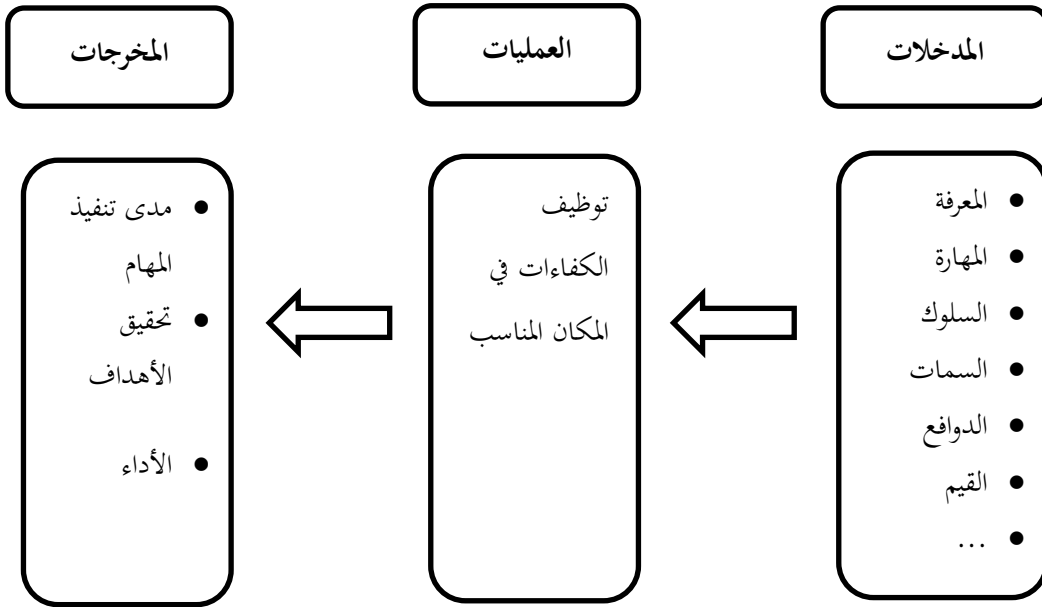 المدخلات
العمليات
المخرجات
• المعرفة
• المهارة
• السلوك
• السمات
• الدوافع
• القيم
• ...
توظيف
الكفاءات في
المكان المناسب
• مدى تنفيذ
المهام
• تحقيق
الأهداف
• الأداء